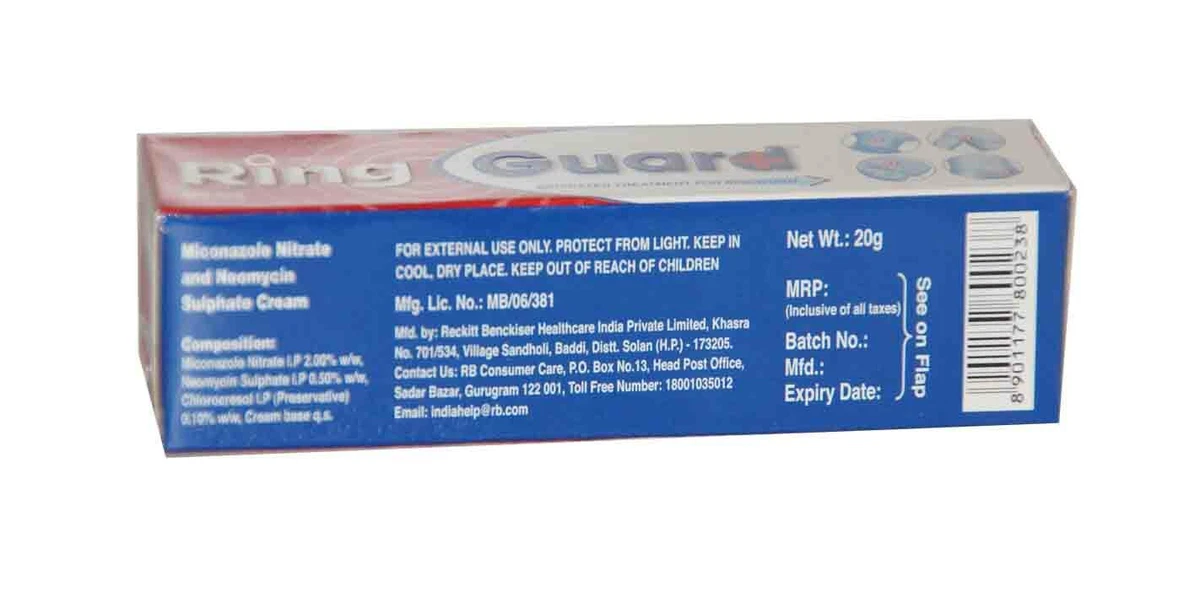 Ring Guard
MEDICATED TREATMENT FOR RINGWORM
Miconazole Nitrate
and Neomycin
Sulphate Cream
Composition:
Miconazole Nitrate I.P 2.00% w/w,
Neomycin Sulphate I.P 0.50% w/w,
Chlorocresol I.P (Preservative)
0.10% w/w, Cream base q.s.
FOR EXTERNAL USE ONLY. PROTECT FROM LIGHT. KEEP IN
COOL, DRY PLACE. KEEP OUT OF REACH OF CHILDREN
Mfg. Lic. No.: MB/06/381
Mfd. by: Reckitt Benckiser Healthcare India Private Limited, Khasra
No. 701/534, Village Sandholi, Baddi, Distt. Solan (H.P.) - 173205.
Contact Us: RB Consumer Care, P.O. Box No.13, Head Post Office,
Sadar Bazar, Gurugram 122 001, Toll Free Number: 18001035012
Email: indiahelp@rb.com
Net Wt.: 20g
MRP:
(Inclusive of all taxes)
Batch No.:
Mfd.:
Expiry Date:
See on Flap
8901177800238